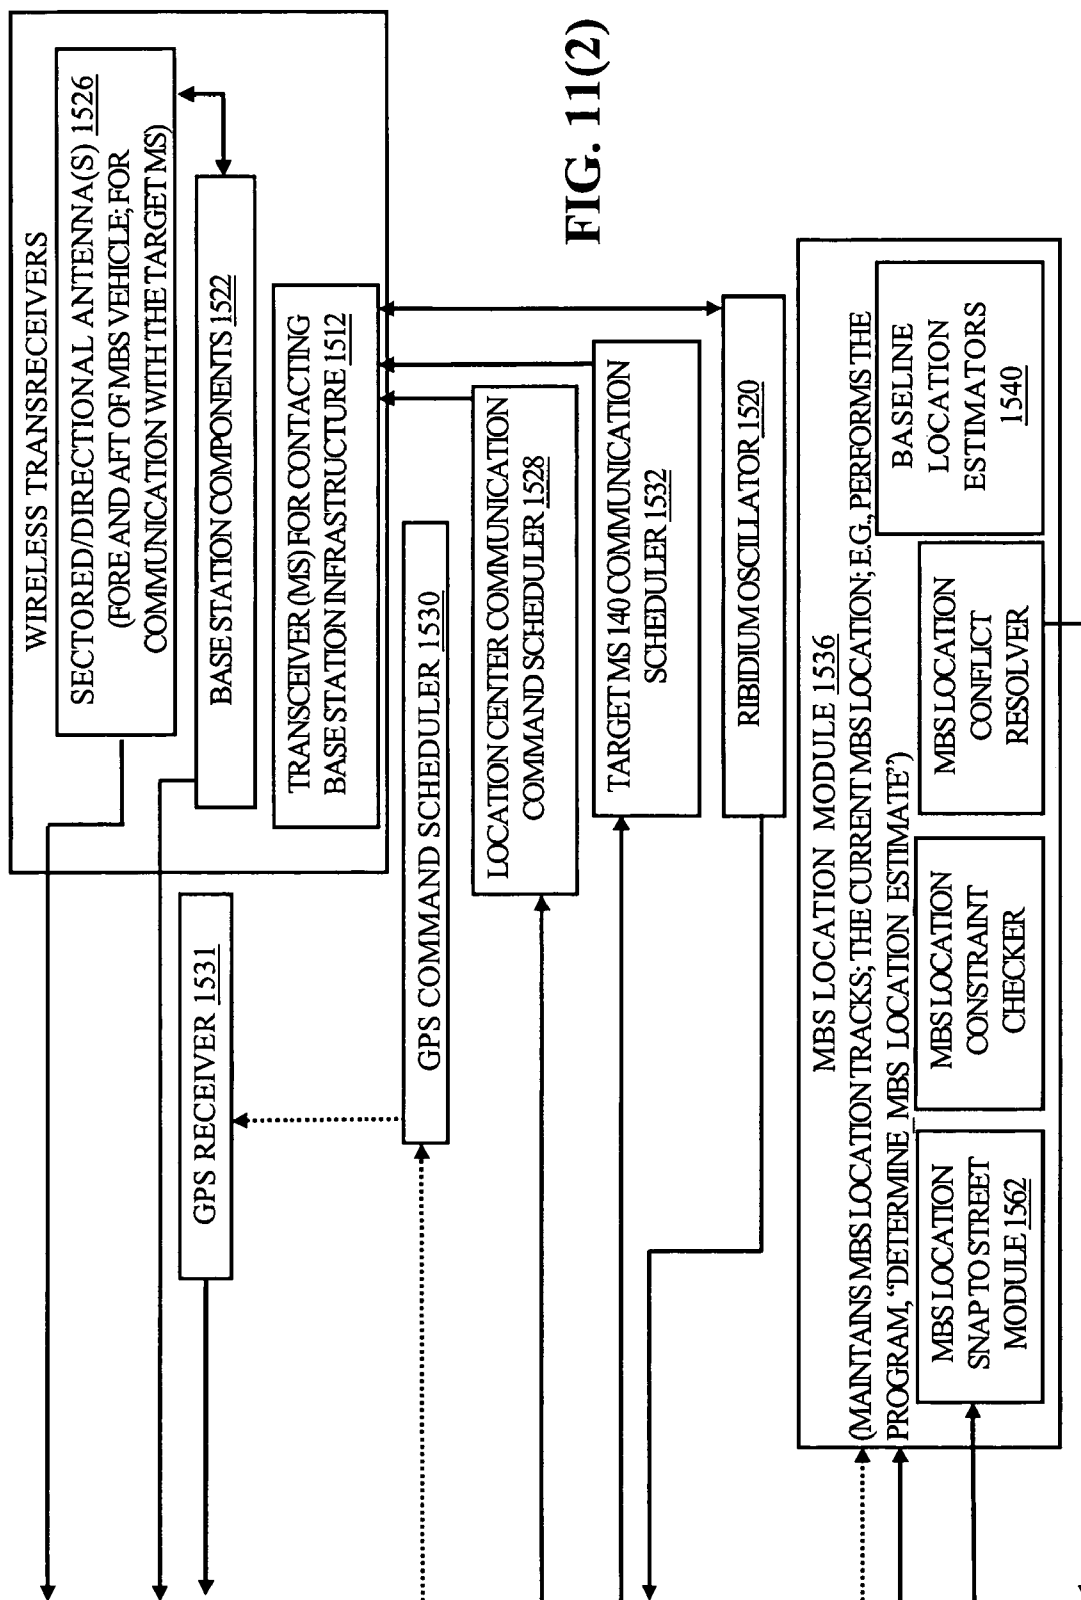 WIRELESS TRANSRECEIVERS
SECTORED/DIRECTIONAL ANTENNA(S) 1526
(FORE AND AFT OF MBS VEHICLE; FOR
COMMUNICATION WITH THE TARGET MS)
BASE STATION COMPONENTS 1522
TRANSCEIVER (MS) FOR CONTACTING
BASE STATION INFRASTRUCTURE 1512
GPS RECEIVER 1531
GPS COMMAND SCHEDULER 1530
LOCATION CENTER COMMUNICATION
COMMAND SCHEDULER 1528
FIG. 11(2)
TARGET MS 140 COMMUNICATION
SCHEDULER 1532
RIBIDIUM OSCILLATOR 1520
MBS LOCATION MODULE 1536
(MAINTAINS MBS LOCATION TRACKS; THE CURRENT MBS LOCATION; E.G., PERFORMS THE
PROGRAM, “DETERMINE_MBS LOCATION ESTIMATE”)
MBS LOCATION
SNAP TO STREET
MODULE 1562
MBS LOCATION
CONSTRAINT
CHECKER
MBS LOCATION
CONFLICT
RESOLVER
BASELINE
LOCATION
ESTIMATORS
1540